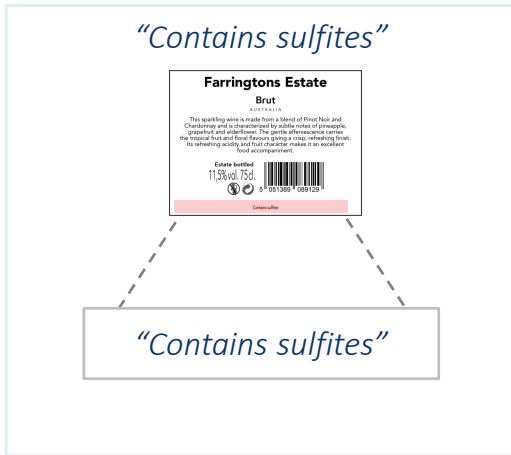 “Contains sulfites”
Farringtons Estate
Brut
AUSTRALIA
This sparkling wine is made from a blend of Pinot Noir and
Chardonnay and is characterized by subtle notes of pineapple,
grapefruit and elderflower. The gentle effervescence carries
the tropical fruit and floral flavours giving a crisp, refreshing finish.
Its refreshing acidity and fruit character makes it an excellent
food accompaniment.
Estate bottled
11,5%vol. 75cl.
5 051389 089129
Contains sulfites
“Contains sulfites”